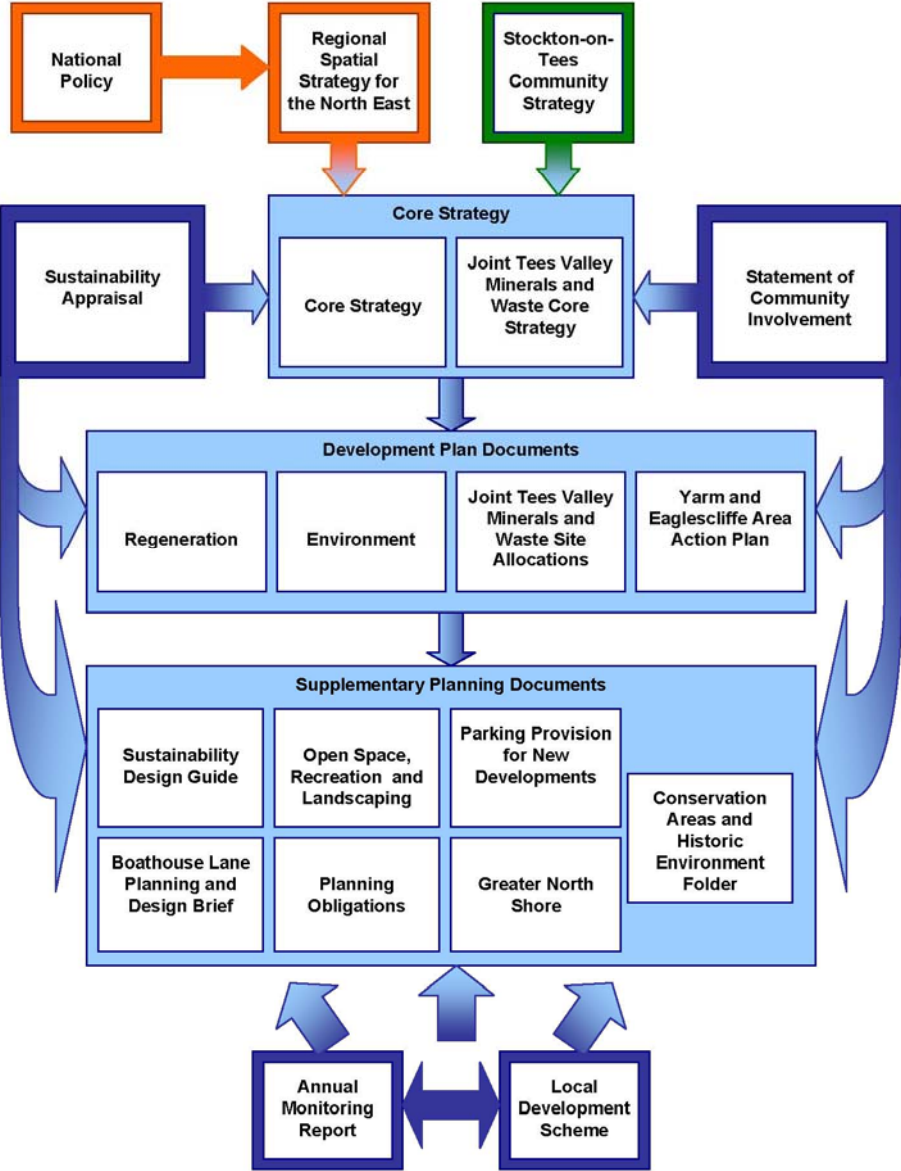 National
Policy
Regional
Spatial
Strategy for
the North East
Stockton-on-
Tees
Community
Strategy
Sustainability
Appraisal
Core Strategy
Core Strategy
Joint Tees Valley
Minerals and
Waste Core
Strategy
Statement of
Community
Involvement
Development Plan Documents
Regeneration
Environment
Joint Tees Valley
Minerals and
Waste Site
Allocations
Yarm and
Eaglescliffe Area
Action Plan
Supplementary Planning Documents
Sustainability
Design Guide
Open Space,
Recreation and
Landscaping
Parking Provision
for New
Developments
Conservation
Areas and
Historic
Environment
Folder
Boathouse Lane
Planning and
Design Brief
Planning
Obligations
Greater North
Shore
Annual
Monitoring
Report
Local
Development
Scheme